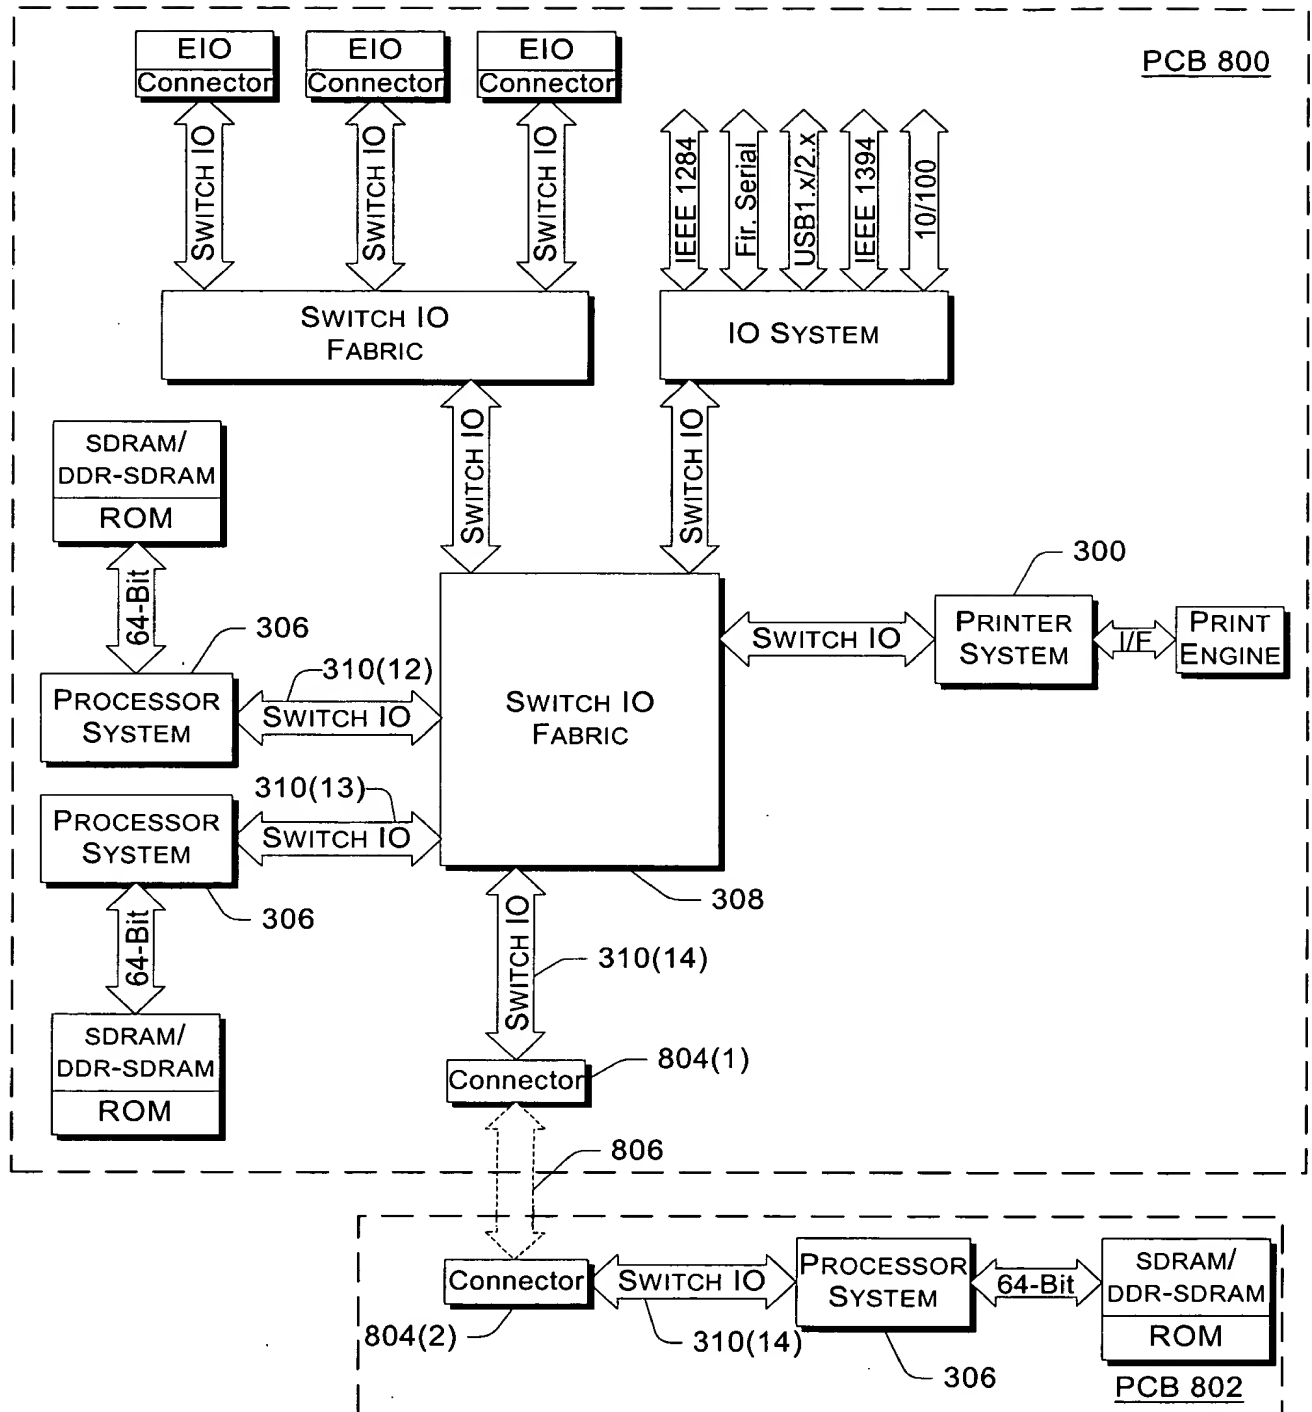 EIO
Connector
EIO
Connector
EIO
Connector
PCB 800
SWITCH IO
SWITCH IO
SWITCH IO
IEEE 1284
Fir. Serial
USB1.x/2.x
IEEE 1394
10/100
SWITCH IO
FABRIC
IO SYSTEM
SWITCH IO
SWITCH IO
SDRAM/
DDR-SDRAM
ROM
64-Bit
300
306
310(12)
PROCESSOR
SYSTEM
SWITCH IO
SWITCH IO
FABRIC
SWITCH IO
PRINTER
SYSTEM
I/F
PRINT
ENGINE
310(13)
PROCESSOR
SYSTEM
SWITCH IO
306
308
64-Bit
SWITCH IO
310(14)
SDRAM/
DDR-SDRAM
ROM
Connector
804(1)
806
Connector
SWITCH IO
PROCESSOR
SYSTEM
64-Bit
SDRAM/
DDR-SDRAM
ROM
804(2)
310(14)
306
PCB 802